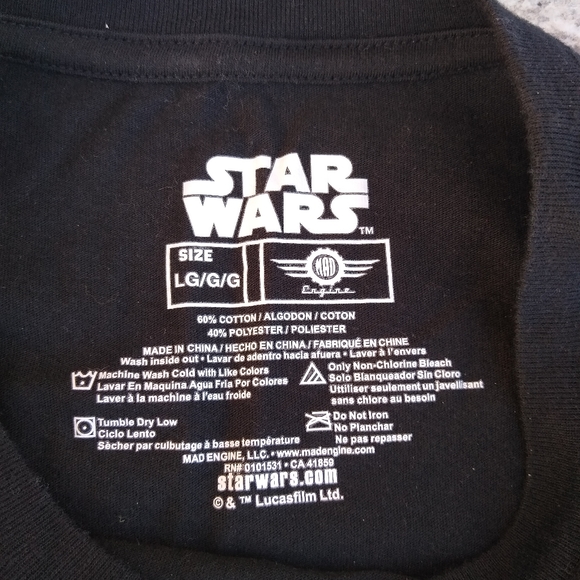 STAR
WARS™
SIZE
LG/G/G
MAD
Engine
60% COTTON / ALGODON / COTON
40% POLYESTER / POLIESTER
MADE IN CHINA / HECHO EN CHINA / FABRIQUÉ EN CHINE
Wash inside out • Lavar de adentro hacia afuera • Laver à l'envers
Machine Wash Cold with Like Colors
Lavar En Maquina Agua Fria Por Colores
Laver à la machine à l'eau froide
Only Non-Chlorine Bleach
Solo Blanqueador Sin Cloro
Uttiliser seulement un javellisant
sans chlore au besoin
Tumble Dry Low
Ciclo Lento
Sècher par culbutage à basse température
Do Not Iron
No Planchar
Ne pas repasser
MAD ENGINE, LLC. • www.madengine.com
RN# 0101531 • CA 41859
starwars.com
© & ™ Lucasfilm Ltd.